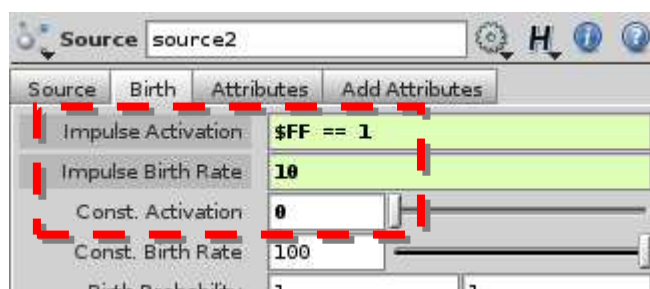 Source source2
Source Birth Attributes Add Attributes
Impulse Activation $FF == 1
Impulse Birth Rate 10
Const. Activation 0
Const. Birth Rate 100